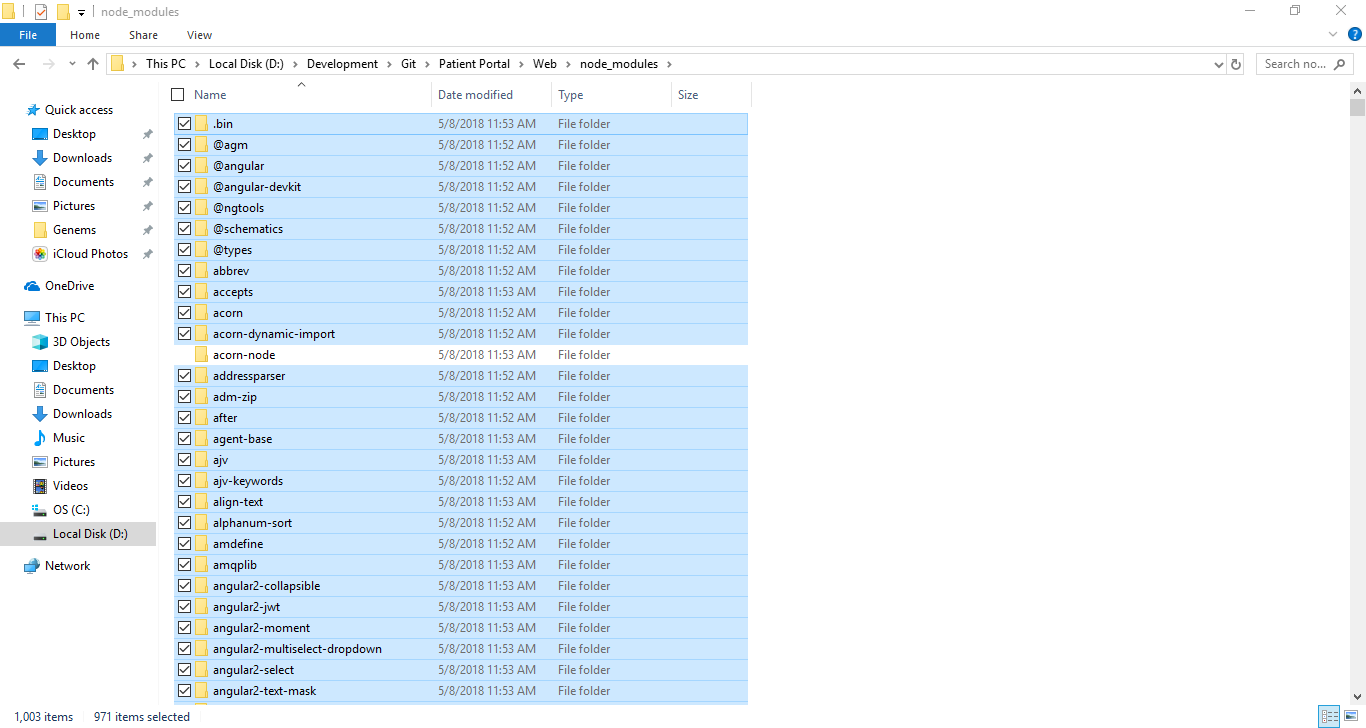 node_modules
File Home Share View
This PC Local Disk (D:) Development Git Patient Portal Web node_modules Search no...
Name Date modified Type Size
Quick access
Desktop
Downloads
Documents
Pictures
Genems
iCloud Photos
OneDrive
This PC
3D Objects
Desktop
Documents
Downloads
Music
Pictures
Videos
OS (C:)
Local Disk (D:)
Network
.bin 5/8/2018 11:53 AM File folder
@agm 5/8/2018 11:52 AM File folder
@angular 5/8/2018 11:52 AM File folder
@angular-devkit 5/8/2018 11:52 AM File folder
@ngtools 5/8/2018 11:52 AM File folder
@schematics 5/8/2018 11:52 AM File folder
@types 5/8/2018 11:52 AM File folder
abbrev 5/8/2018 11:52 AM File folder
accepts 5/8/2018 11:53 AM File folder
acorn 5/8/2018 11:52 AM File folder
acorn-dynamic-import 5/8/2018 11:52 AM File folder
acorn-node 5/8/2018 11:53 AM File folder
addressparser 5/8/2018 11:52 AM File folder
adm-zip 5/8/2018 11:52 AM File folder
after 5/8/2018 11:52 AM File folder
agent-base 5/8/2018 11:53 AM File folder
ajv 5/8/2018 11:53 AM File folder
ajv-keywords 5/8/2018 11:52 AM File folder
align-text 5/8/2018 11:53 AM File folder
alphanum-sort 5/8/2018 11:52 AM File folder
amdefine 5/8/2018 11:52 AM File folder
amqplib 5/8/2018 11:53 AM File folder
angular2-collapsible 5/8/2018 11:53 AM File folder
angular2-jwt 5/8/2018 11:53 AM File folder
angular2-moment 5/8/2018 11:53 AM File folder
angular2-multiselect-dropdown 5/8/2018 11:53 AM File folder
angular2-select 5/8/2018 11:52 AM File folder
angular2-text-mask 5/8/2018 11:53 AM File folder
1,003 items 971 items selected